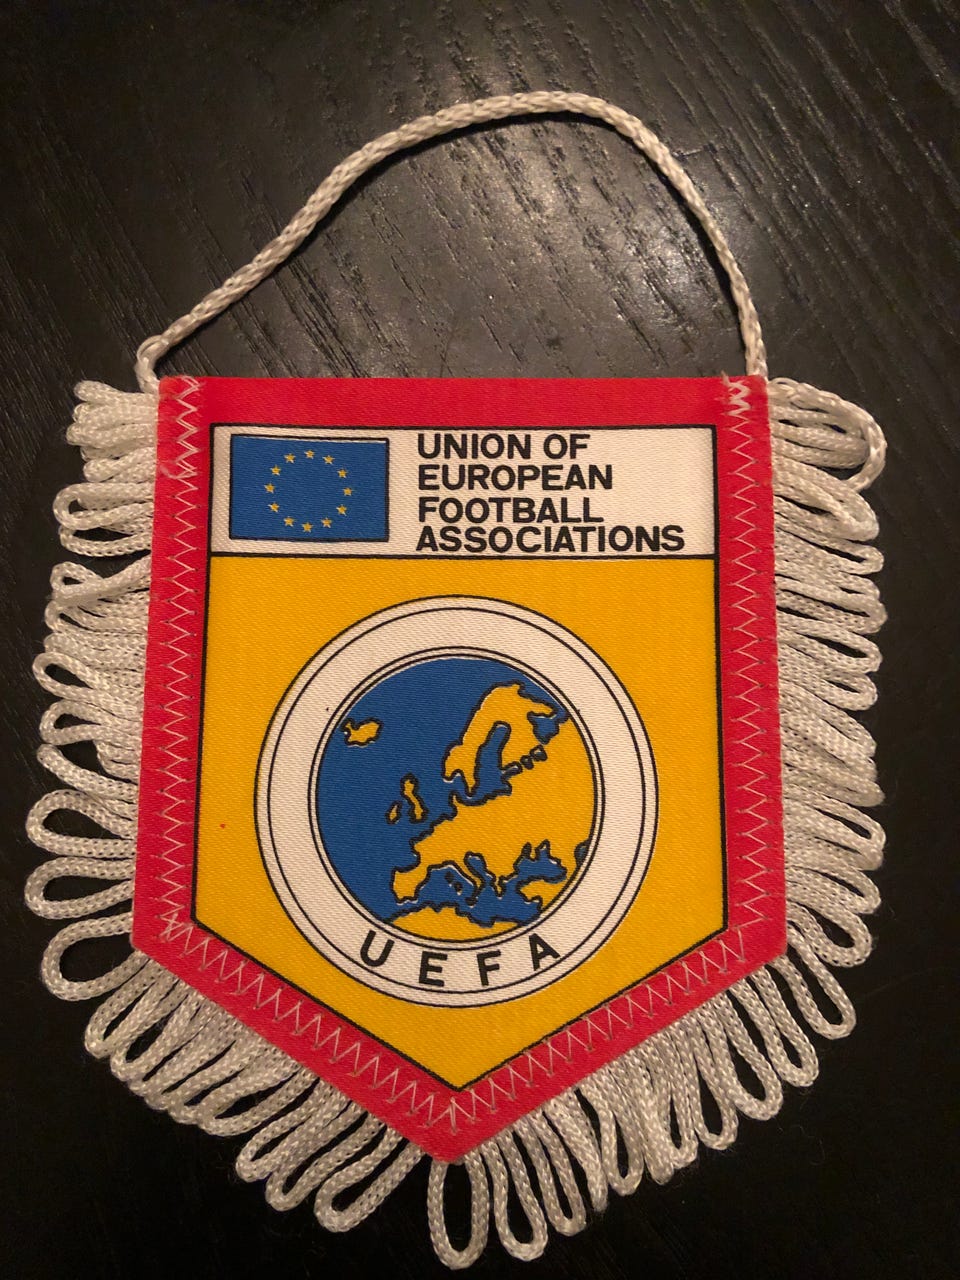 UNION OF
EUROPEAN
FOOTBALL
ASSOCIATIONS
UEFA